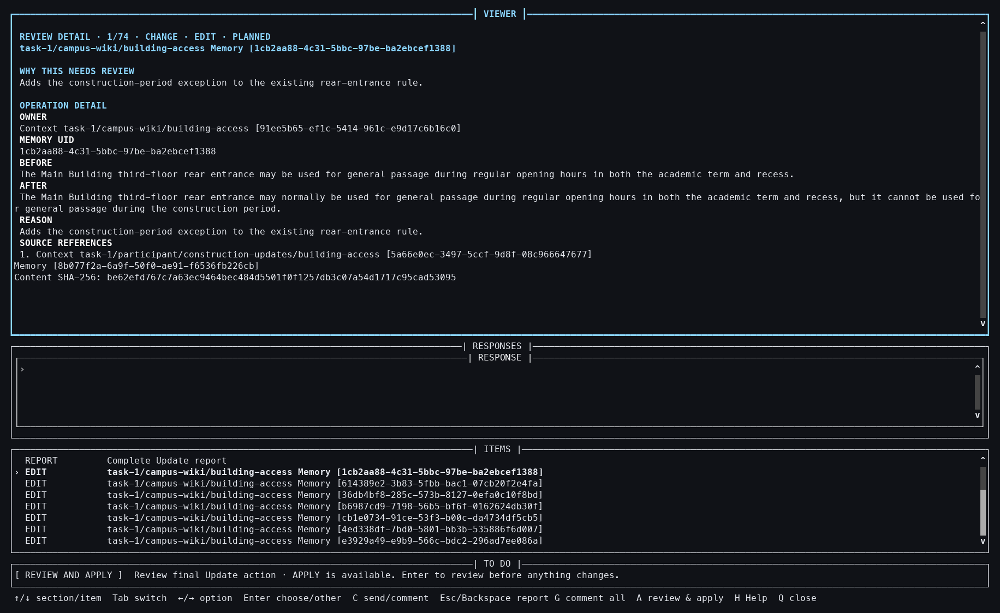 VIEWER
^
REVIEW DETAIL · 1/74 · CHANGE · EDIT · PLANNED
task-1/campus-wiki/building-access Memory [1cb2aa88-4c31-5bbc-97be-ba2ebcef1388]
WHY THIS NEEDS REVIEW
Adds the construction-period exception to the existing rear-entrance rule.
OPERATION DETAIL
OWNER
Context task-1/campus-wiki/building-access [91ee5b65-ef1c-5414-961c-e9d17c6b16c0]
MEMORY UID
1cb2aa88-4c31-5bbc-97be-ba2ebcef1388
BEFORE
The Main Building third-floor rear entrance may be used for general passage during regular opening hours in both the academic term and recess.
AFTER
The Main Building third-floor rear entrance may normally be used for general passage during regular opening hours in both the academic term and recess, but it cannot be used fo
r general passage during the construction period.
REASON
Adds the construction-period exception to the existing rear-entrance rule.
SOURCE REFERENCES
1. Context task-1/participant/construction-updates/building-access [5a66e0ec-3497-5ccf-9d8f-08c966647677]
Memory [8b077f2a-6a9f-50f0-ae91-f6536fb226cb]
Content SHA-256: be62efd767c7a63ec9464bec484d5501f0f1257db3c07a54d1717c95cad53095
v
RESPONSES
RESPONSE
› ^
v
ITEMS
REPORT Complete Update report ^
› EDIT task-1/campus-wiki/building-access Memory [1cb2aa88-4c31-5bbc-97be-ba2ebcef1388]
EDIT task-1/campus-wiki/building-access Memory [614389e2-3b83-5fbb-bac1-07cb20f2e4fa]
EDIT task-1/campus-wiki/building-access Memory [36db4bf8-285c-573b-8127-0efa0c10f8bd]
EDIT task-1/campus-wiki/building-access Memory [b6987cd9-7198-56b5-bf6f-0162624db30f]
EDIT task-1/campus-wiki/building-access Memory [cb1e0734-91ce-53f3-b00c-da4734df5cb5]
EDIT task-1/campus-wiki/building-access Memory [4ed338df-7bd0-5801-bb3b-535886f6d007]
EDIT task-1/campus-wiki/building-access Memory [e3929a49-e9b9-566c-bdc2-296ad7ee086a] v
TO DO
[ REVIEW AND APPLY ] Review final Update action · APPLY is available. Enter to review before anything changes.
↑/↓ section/item Tab switch ←/→ option Enter choose/other C send/comment Esc/Backspace report G comment all A review & apply H Help Q close